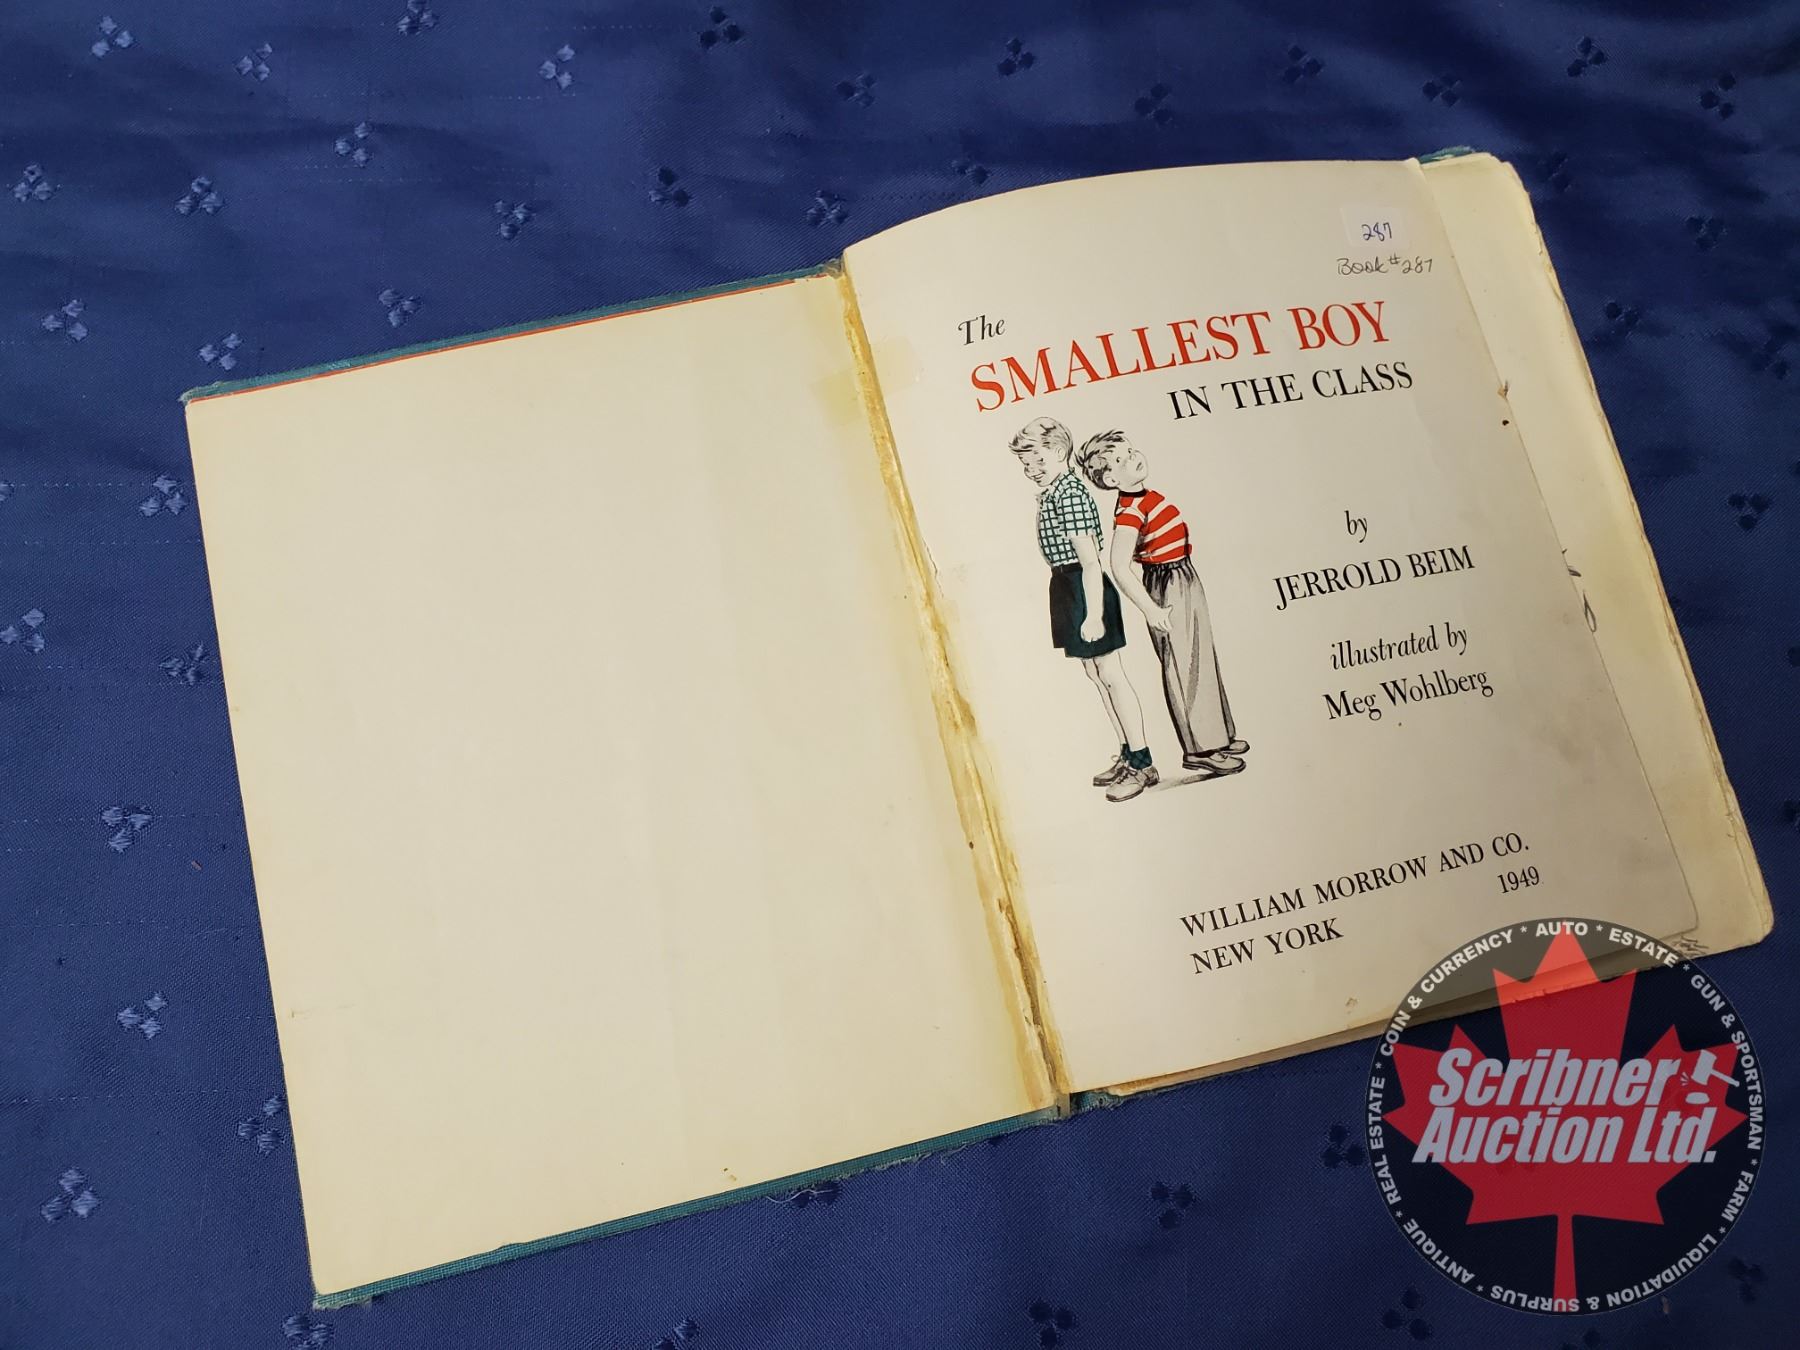 287
Book #287
The
SMALLEST BOY
IN THE CLASS
by
JERROLD BEIM
illustrated by
Meg Wohlberg
WILLIAM MORROW AND CO.
NEW YORK 1949
Scribner
Auction Ltd.
* COIN & CURRENCY * AUTO * ESTATE * GUN & SPORTSMAN * FARM * LIQUIDATION & SURPLUS * ANTIQUE * REAL ESTATE